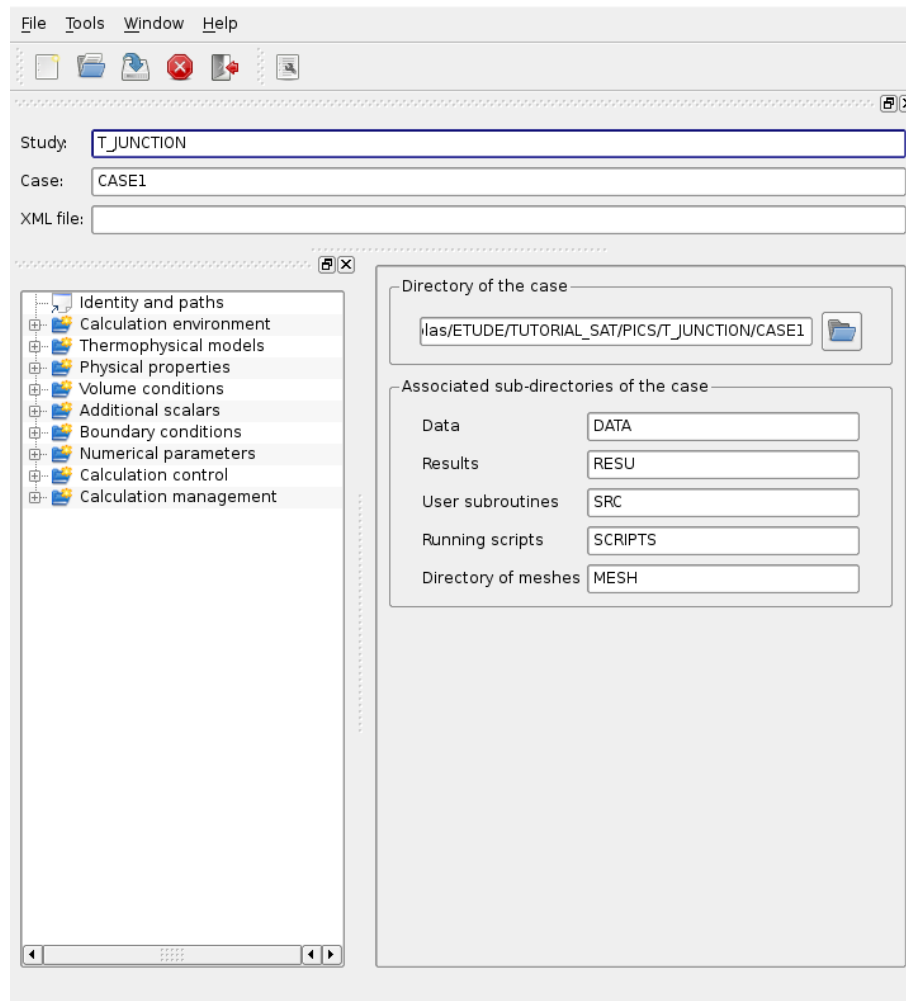 File Tools Window Help
Study: T_JUNCTION
Case: CASE1
XML file:
Identity and paths
Calculation environment
Thermophysical models
Physical properties
Volume conditions
Additional scalars
Boundary conditions
Numerical parameters
Calculation control
Calculation management
Directory of the case
las/ETUDE/TUTORIAL_SAT/PICS/T_JUNCTION/CASE1
Associated sub-directories of the case
Data DATA
Results RESU
User subroutines SRC
Running scripts SCRIPTS
Directory of meshes MESH